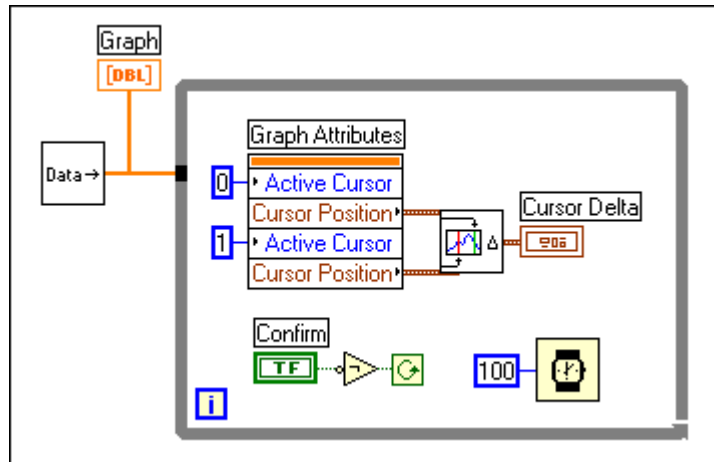 Graph
[DBL]
Data→
Graph Attributes
0
Active Cursor
Cursor Position
1
Active Cursor
Cursor Position
Δ
Cursor Delta
Confirm
TF
100
i